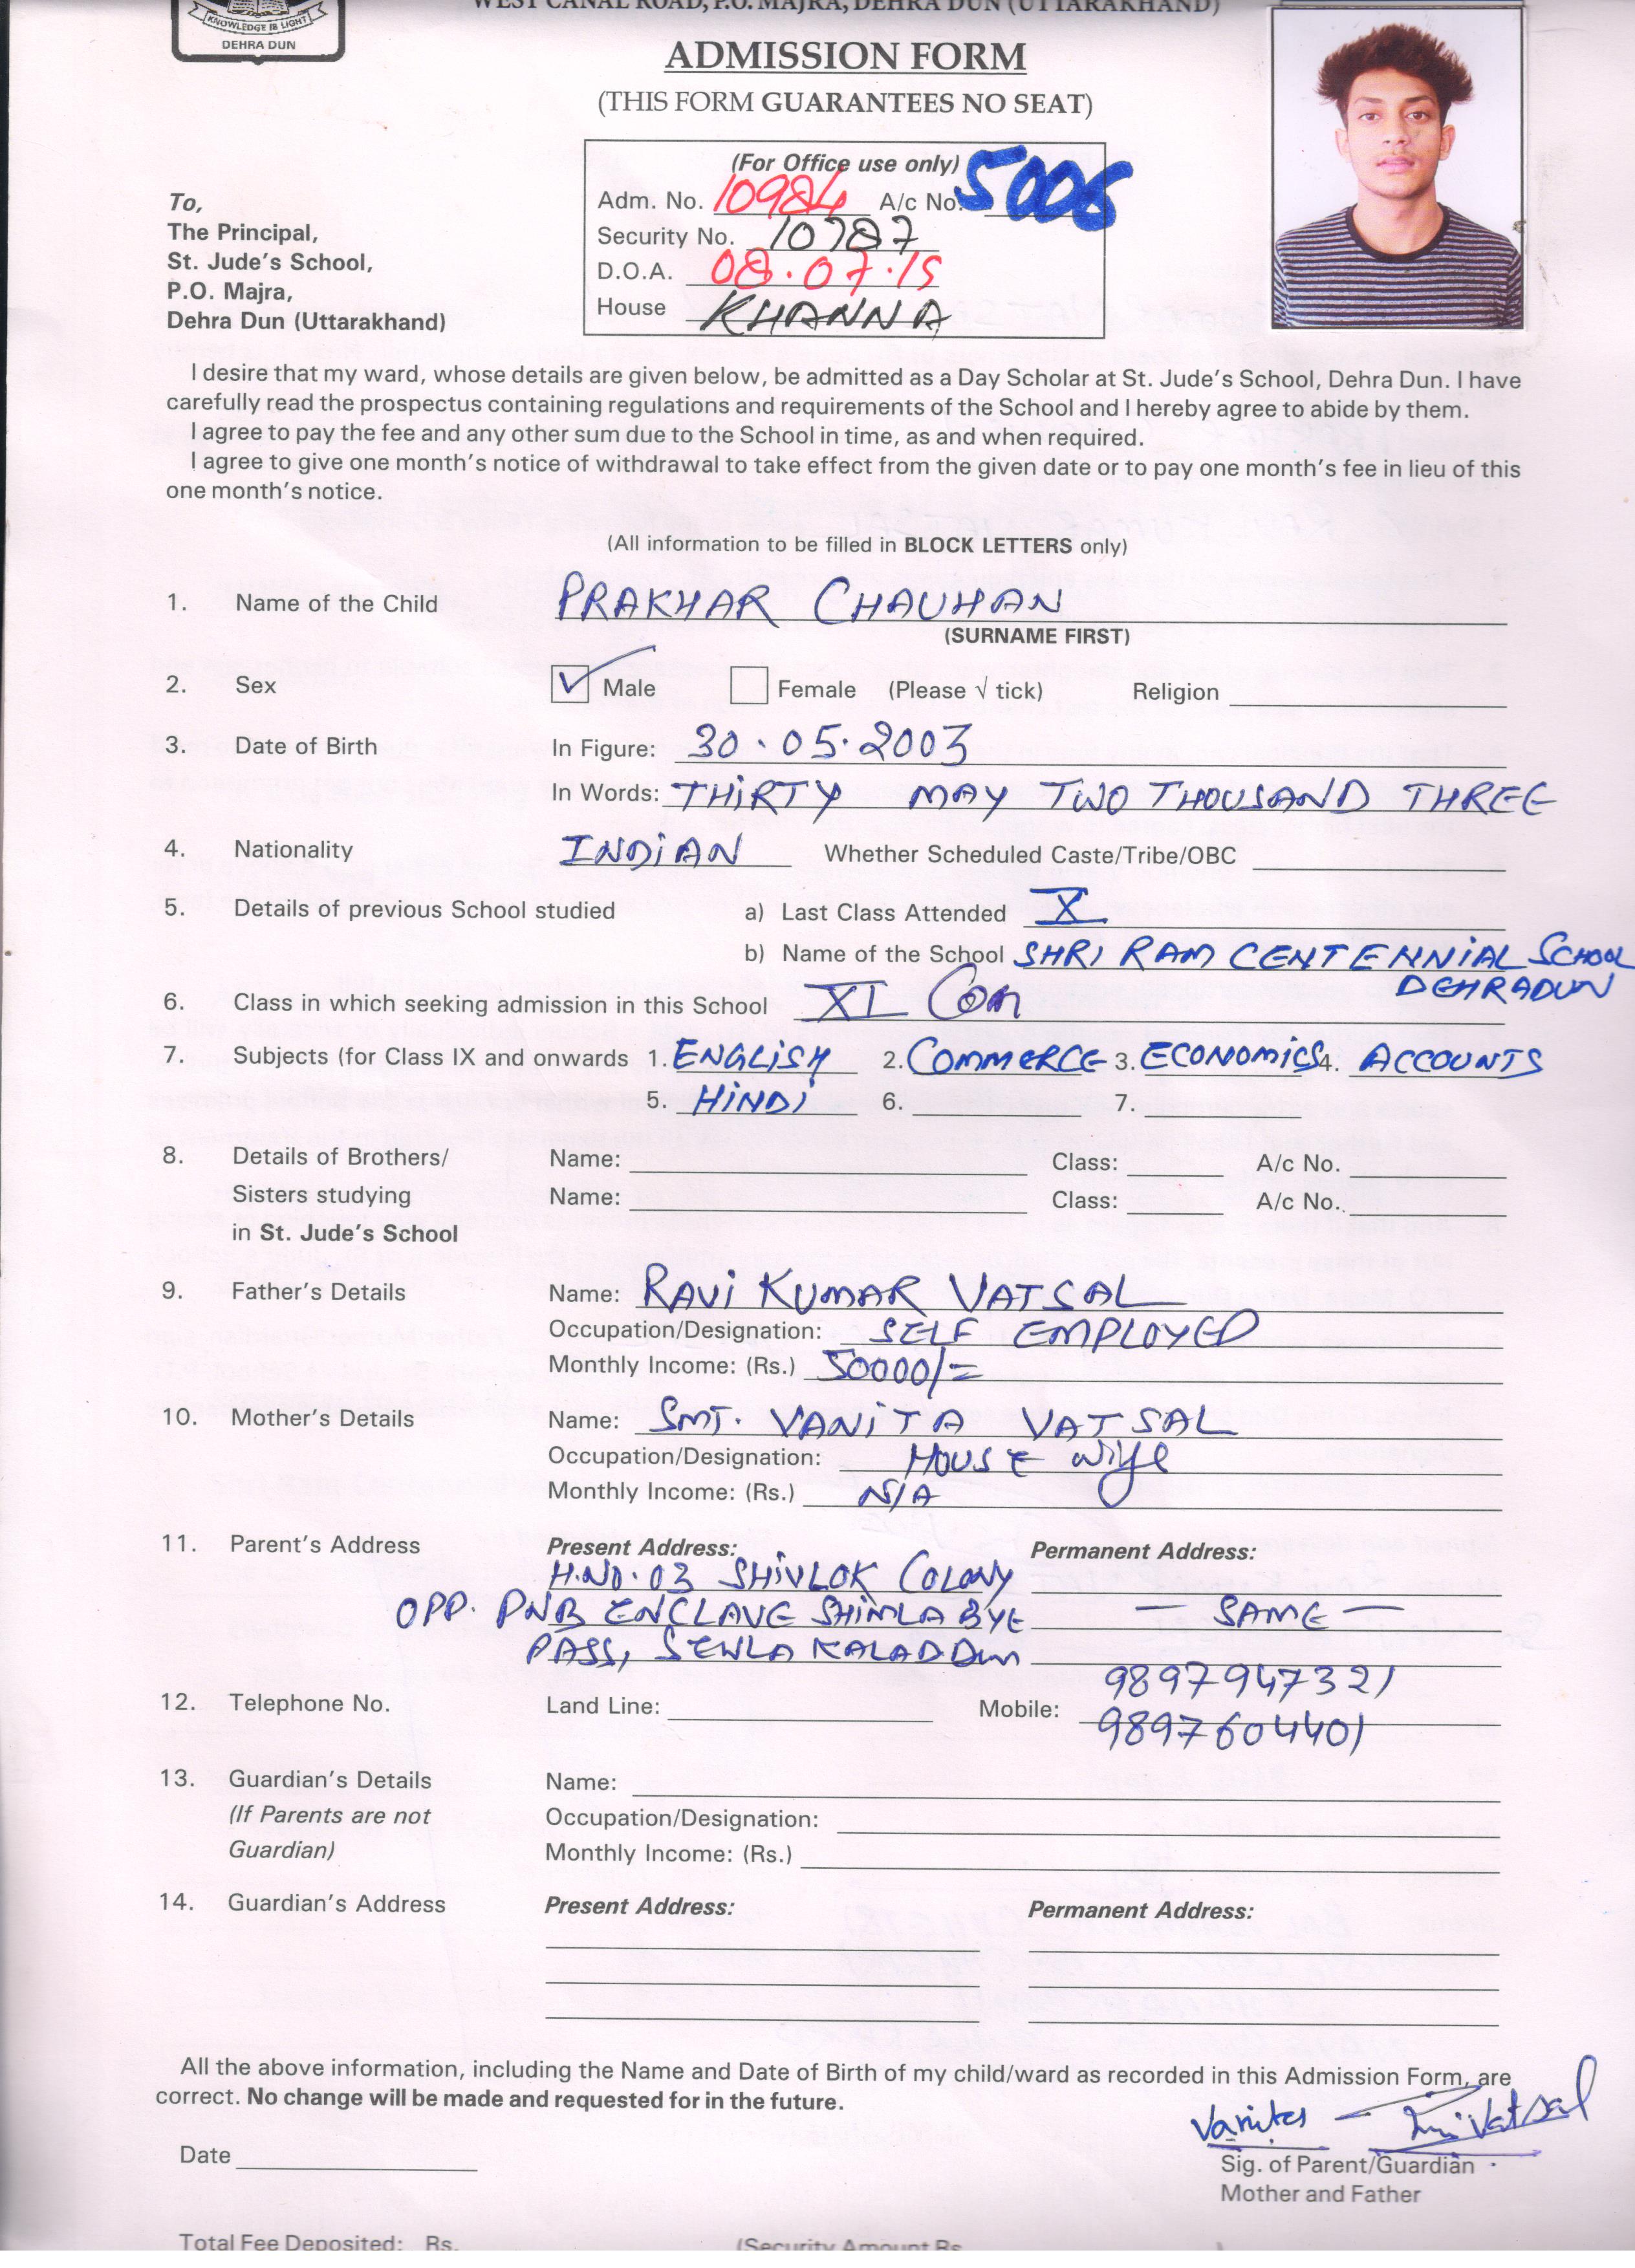 KNOWLEDGE IS LIGHT
DEHRA DUN
WEST CANAL ROAD, P.O. MAJRA, DEHRA DUN (UTTARAKHAND)
ADMISSION FORM
(THIS FORM GUARANTEES NO SEAT)
(For Office use only)
Adm. No. 10984 A/c No. 5006
Security No. 10787
D.O.A. 08.07.19
House KHANNA
To,
The Principal,
St. Jude's School,
P.O. Majra,
Dehra Dun (Uttarakhand)
I desire that my ward, whose details are given below, be admitted as a Day Scholar at St. Jude's School, Dehra Dun. I have
carefully read the prospectus containing regulations and requirements of the School and I hereby agree to abide by them.
I agree to pay the fee and any other sum due to the School in time, as and when required.
I agree to give one month's notice of withdrawal to take effect from the given date or to pay one month's fee in lieu of this
one month's notice.
(All information to be filled in BLOCK LETTERS only)
1. Name of the Child PRAKHAR CHAUHAN
(SURNAME FIRST)
2. Sex Male Female (Please √ tick) Religion
3. Date of Birth In Figure: 30.05.2003
In Words: THIRTY MAY TWO THOUSAND THREE
4. Nationality INDIAN Whether Scheduled Caste/Tribe/OBC
5. Details of previous School studied a) Last Class Attended X
b) Name of the School SHRI RAM CENTENNIAL SCHOOL
DEHRADUN
6. Class in which seeking admission in this School XI Com
7. Subjects (for Class IX and onwards 1. ENGLISH 2. COMMERCE 3. ECONOMICS 4. ACCOUNTS
5. HINDI 6. 7.
8. Details of Brothers/ Name: Class: A/c No.
Sisters studying Name: Class: A/c No.
in St. Jude's School
9. Father's Details Name: RAVI KUMAR VATSAL
Occupation/Designation: SELF EMPLOYED
Monthly Income: (Rs.) 50000/=
10. Mother's Details Name: SMT. VANITA VATSAL
Occupation/Designation: HOUSE Wife
Monthly Income: (Rs.) N/A
11. Parent's Address Present Address: Permanent Address:
H.NO.03 SHIVLOK COLONY
OPP. PNB ENCLAVE SHIMLA BYE — SAME —
PASS, SEWLA KALA D.Dun
9897947321
12. Telephone No. Land Line: Mobile:
9897604401
13. Guardian's Details Name:
(If Parents are not Occupation/Designation:
Guardian) Monthly Income: (Rs.)
14. Guardian's Address Present Address: Permanent Address:
All the above information, including the Name and Date of Birth of my child/ward as recorded in this Admission Form, are
correct. No change will be made and requested for in the future.
Vanita Vatsal
Date
Sig. of Parent/Guardian
Mother and Father
Total Fee Deposited: Rs. (Security Amount Rs. )